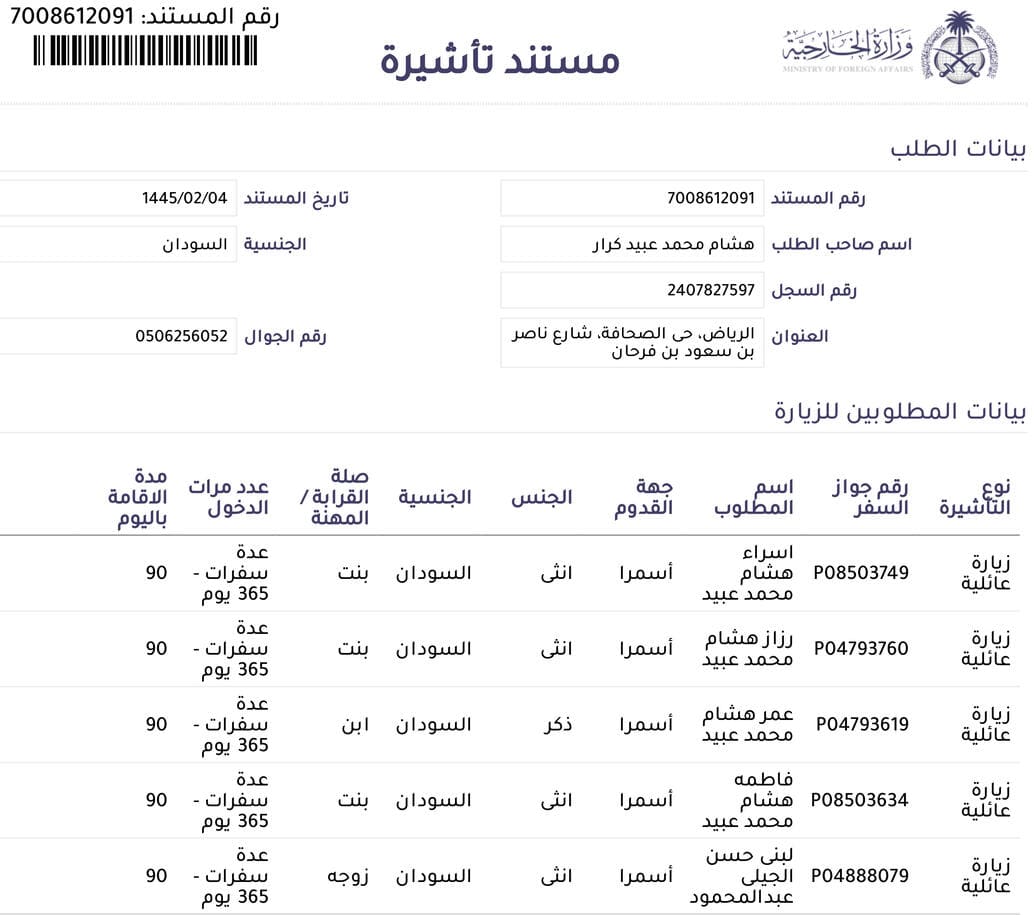 رقم المستند: 7008612091
وزارة الخارجية
MINISTRY OF FOREIGN AFFAIRS
مستند تأشيرة
بيانات الطلب
رقم المستند 7008612091 تاريخ المستند 1445/02/04
اسم صاحب الطلب هشام محمد عبيد كرار الجنسية السودان
رقم السجل 2407827597
العنوان الرياض، حى الصحافة، شارع ناصر
بن سعود بن فرحان
رقم الجوال 0506256052
بيانات المطلوبين للزيارة
نوع
التأشيرة
رقم جواز
السفر
اسم
المطلوب
جهة
القدوم
الجنس
الجنسية
صلة
القرابة /
المهنة
عدد مرات
الدخول
مدة
الاقامة
باليوم
زيارة
عائلية
P08503749
اسراء
هشام
محمد عبيد
أسمرا
انثى
السودان
بنت
عدة
سفرات -
365 يوم
90
زيارة
عائلية
P04793760
رزاز هشام
محمد عبيد
أسمرا
انثى
السودان
بنت
عدة
سفرات -
365 يوم
90
زيارة
عائلية
P04793619
عمر هشام
محمد عبيد
أسمرا
ذكر
السودان
ابن
عدة
سفرات -
365 يوم
90
زيارة
عائلية
P08503634
فاطمه
هشام
محمد عبيد
أسمرا
انثى
السودان
بنت
عدة
سفرات -
365 يوم
90
زيارة
عائلية
P04888079
لبنى حسن
الجيلى
عبدالمحمود
أسمرا
انثى
السودان
زوجه
عدة
سفرات -
365 يوم
90